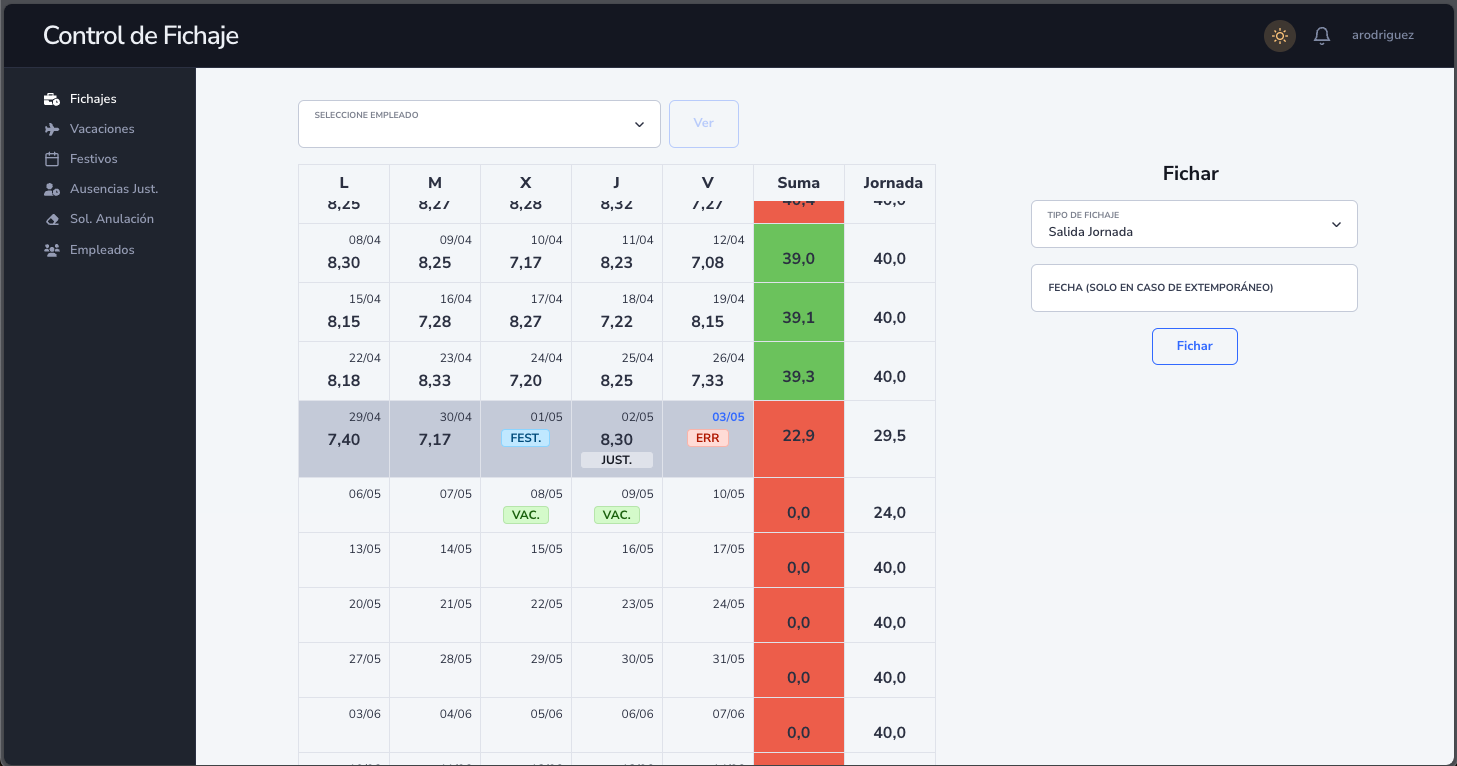 Control de Fichaje
arodriguez
Fichajes
Vacaciones
Festivos
Ausencias Just.
Sol. Anulación
Empleados
SELECCIONE EMPLEADO
Ver
L M X J V Suma Jornada
8,25 8,27 8,28 8,32 7,27 40,4 40,0
08/04 09/04 10/04 11/04 12/04
8,30 8,25 7,17 8,23 7,08 39,0 40,0
15/04 16/04 17/04 18/04 19/04
8,15 7,28 8,27 7,22 8,15 39,1 40,0
22/04 23/04 24/04 25/04 26/04
8,18 8,33 7,20 8,25 7,33 39,3 40,0
29/04 30/04 01/05 02/05 03/05
7,40 7,17 FEST. 8,30 ERR 22,9 29,5
JUST.
06/05 07/05 08/05 09/05 10/05
VAC. VAC. 0,0 24,0
13/05 14/05 15/05 16/05 17/05
0,0 40,0
20/05 21/05 22/05 23/05 24/05
0,0 40,0
27/05 28/05 29/05 30/05 31/05
0,0 40,0
03/06 04/06 05/06 06/06 07/06
0,0 40,0
Fichar
TIPO DE FICHAJE
Salida Jornada
FECHA (SOLO EN CASO DE EXTEMPORÁNEO)
Fichar